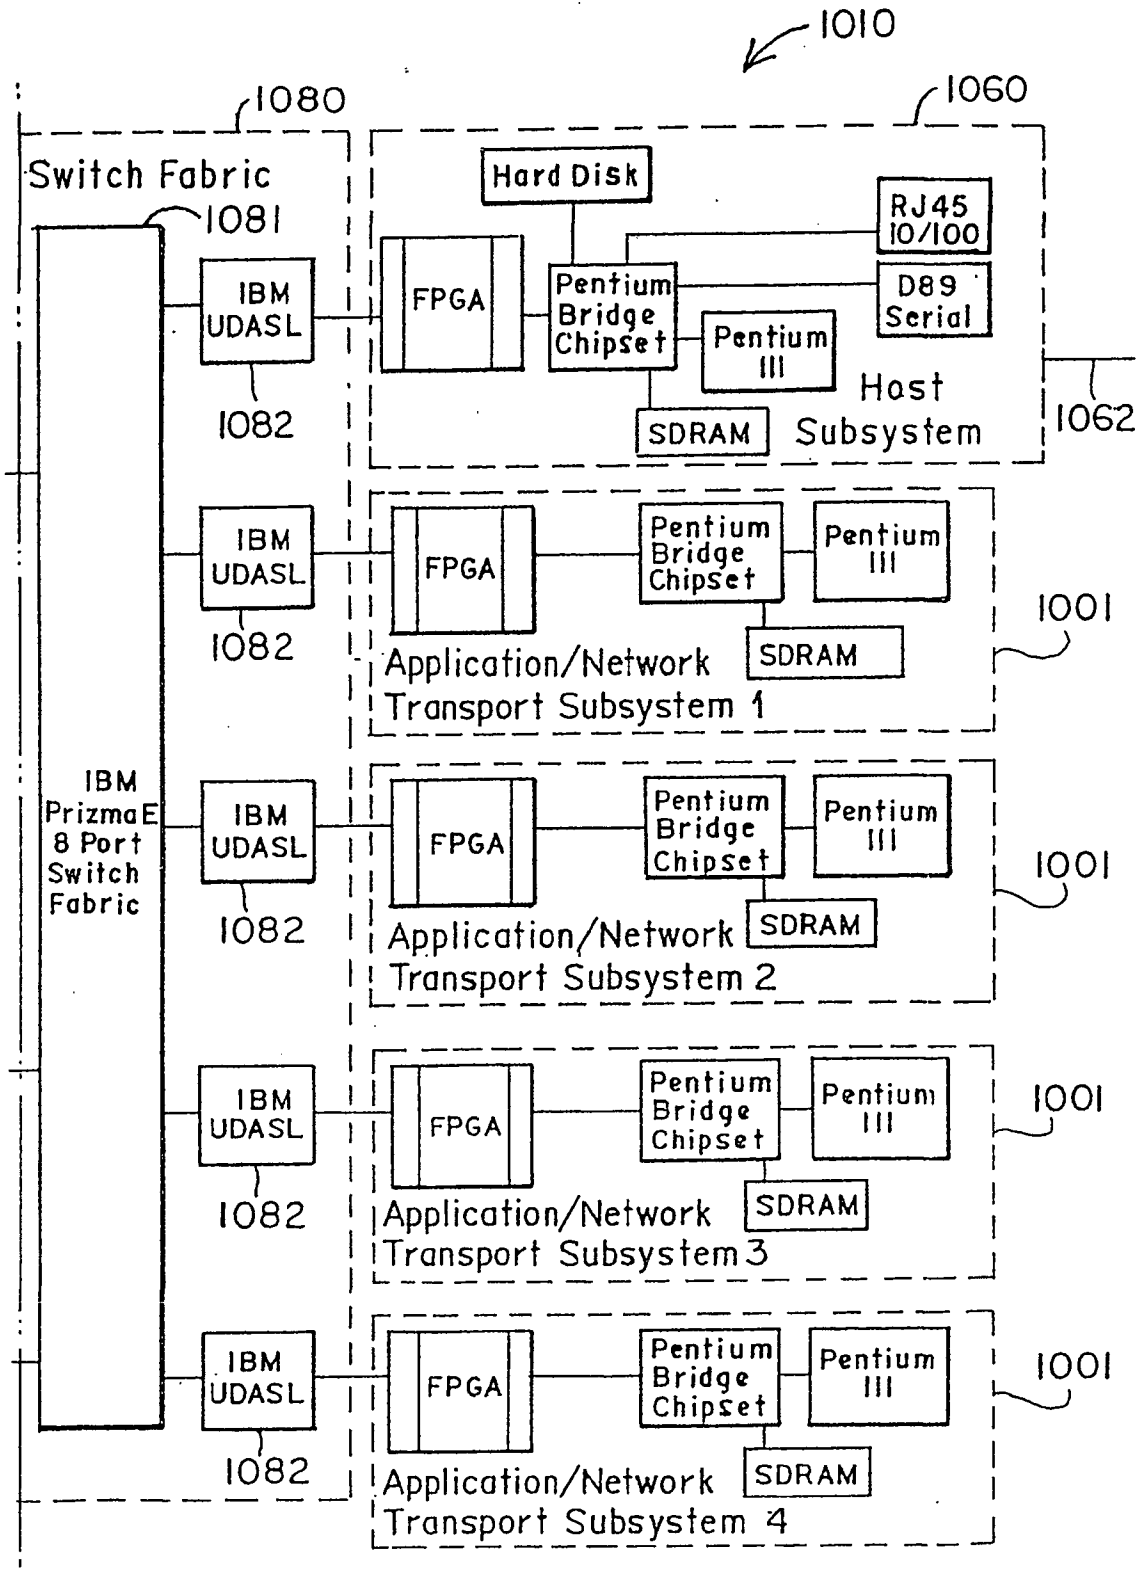 1010
1080
1060
Switch Fabric
1081
Hard Disk
RJ45
10/100
IBM
UDASL
FPGA
Pentium
Bridge
Chipset
D89
Serial
Pentium
III
1082
SDRAM
Host
Subsystem
1062
IBM
UDASL
FPGA
Pentium
Bridge
Chipset
Pentium
III
1082
SDRAM
1001
Application/Network
Transport Subsystem 1
IBM
PrizmaE
8 Port
Switch
Fabric
IBM
UDASL
FPGA
Pentium
Bridge
Chipset
Pentium
III
1082
SDRAM
1001
Application/Network
Transport Subsystem 2
IBM
UDASL
FPGA
Pentium
Bridge
Chipset
Pentium
III
1082
SDRAM
1001
Application/Network
Transport Subsystem 3
IBM
UDASL
FPGA
Pentium
Bridge
Chipset
Pentium
III
1082
SDRAM
1001
Application/Network
Transport Subsystem 4